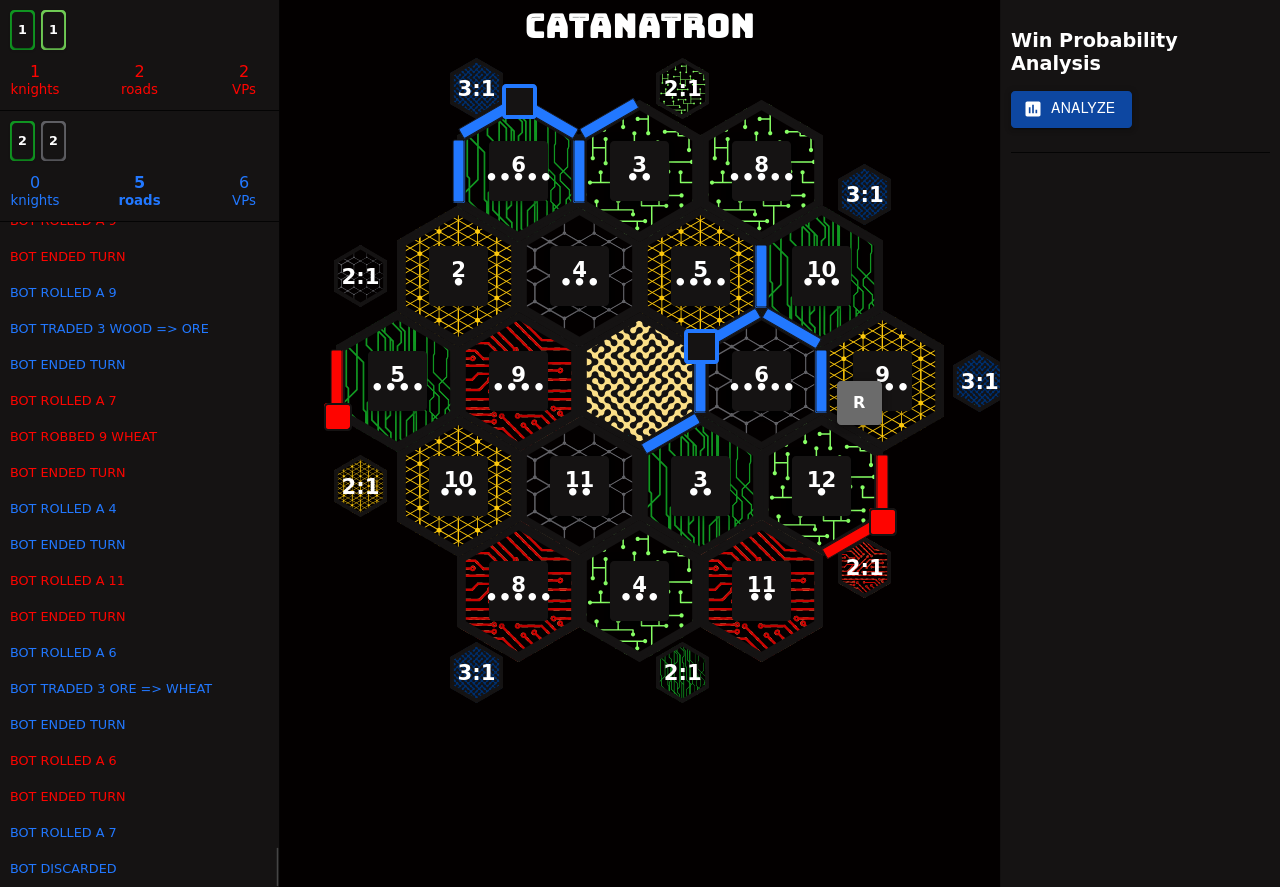 1 1
1 2 2
knights roads VPs
2 2
0 5 6
knights roads VPs
BOT ENDED TURN
BOT ROLLED A 9
BOT TRADED 3 WOOD => ORE
BOT ENDED TURN
BOT ROLLED A 7
BOT ROBBED 9 WHEAT
BOT ENDED TURN
BOT ROLLED A 4
BOT ENDED TURN
BOT ROLLED A 11
BOT ENDED TURN
BOT ROLLED A 6
BOT TRADED 3 ORE => WHEAT
BOT ENDED TURN
BOT ROLLED A 6
BOT ENDED TURN
BOT ROLLED A 7
BOT DISCARDED
CATANATRON
3:1 2:1
6 3 8
3:1
2:1 2 4 5 10
5 9 6 9 3:1
R
2:1 10 11 3 12
2:1
8 4 11
3:1 2:1
Win Probability
Analysis
ANALYZE